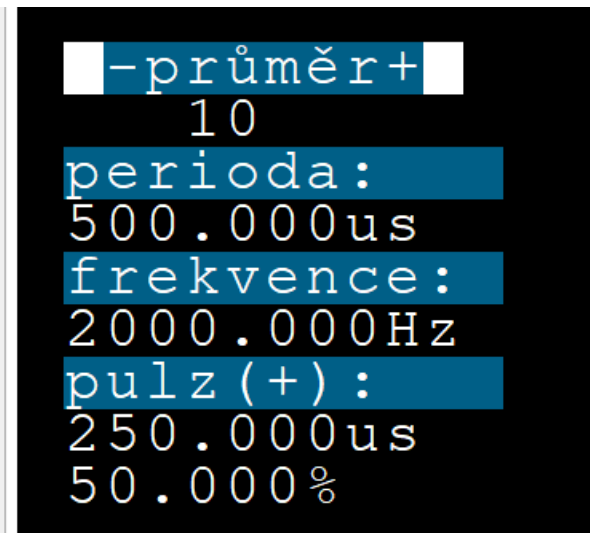 -průměr+
10
perioda:
500.000us
frekvence:
2000.000Hz
pulz(+):
250.000us
50.000%